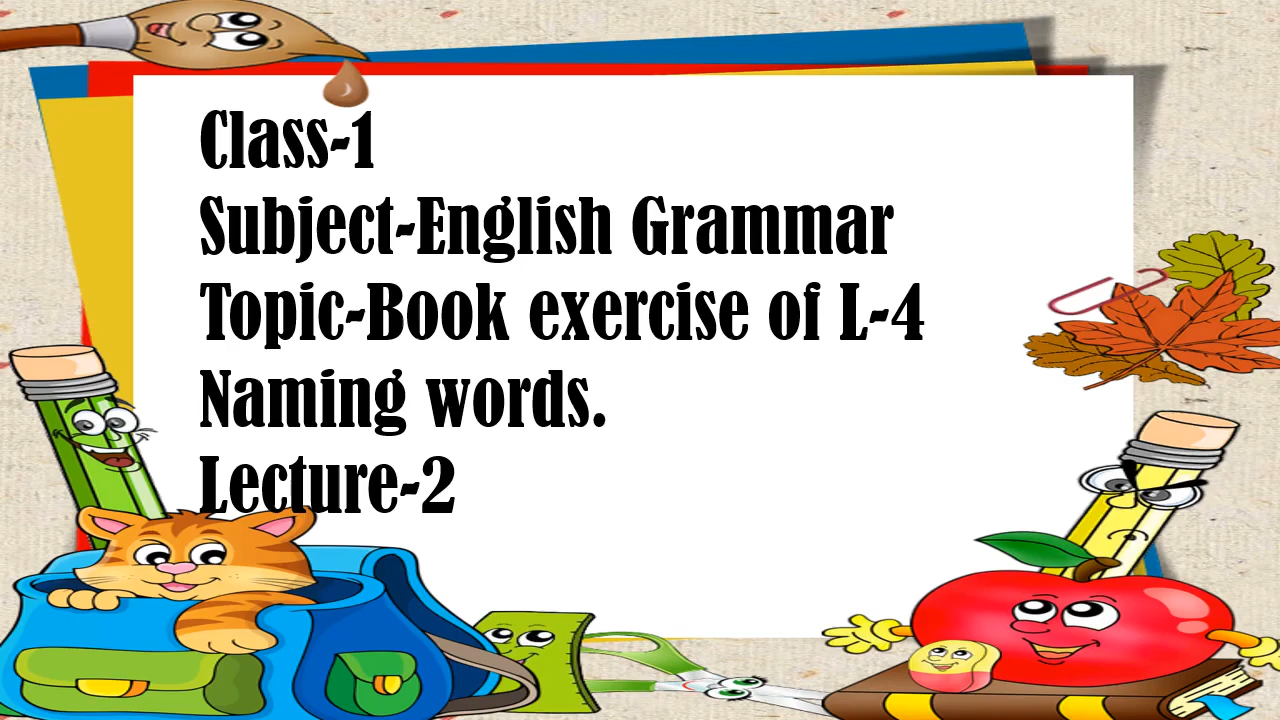 Class-1
Subject-English Grammar
Topic-Book exercise of L-4
Naming words.
Lecture-2